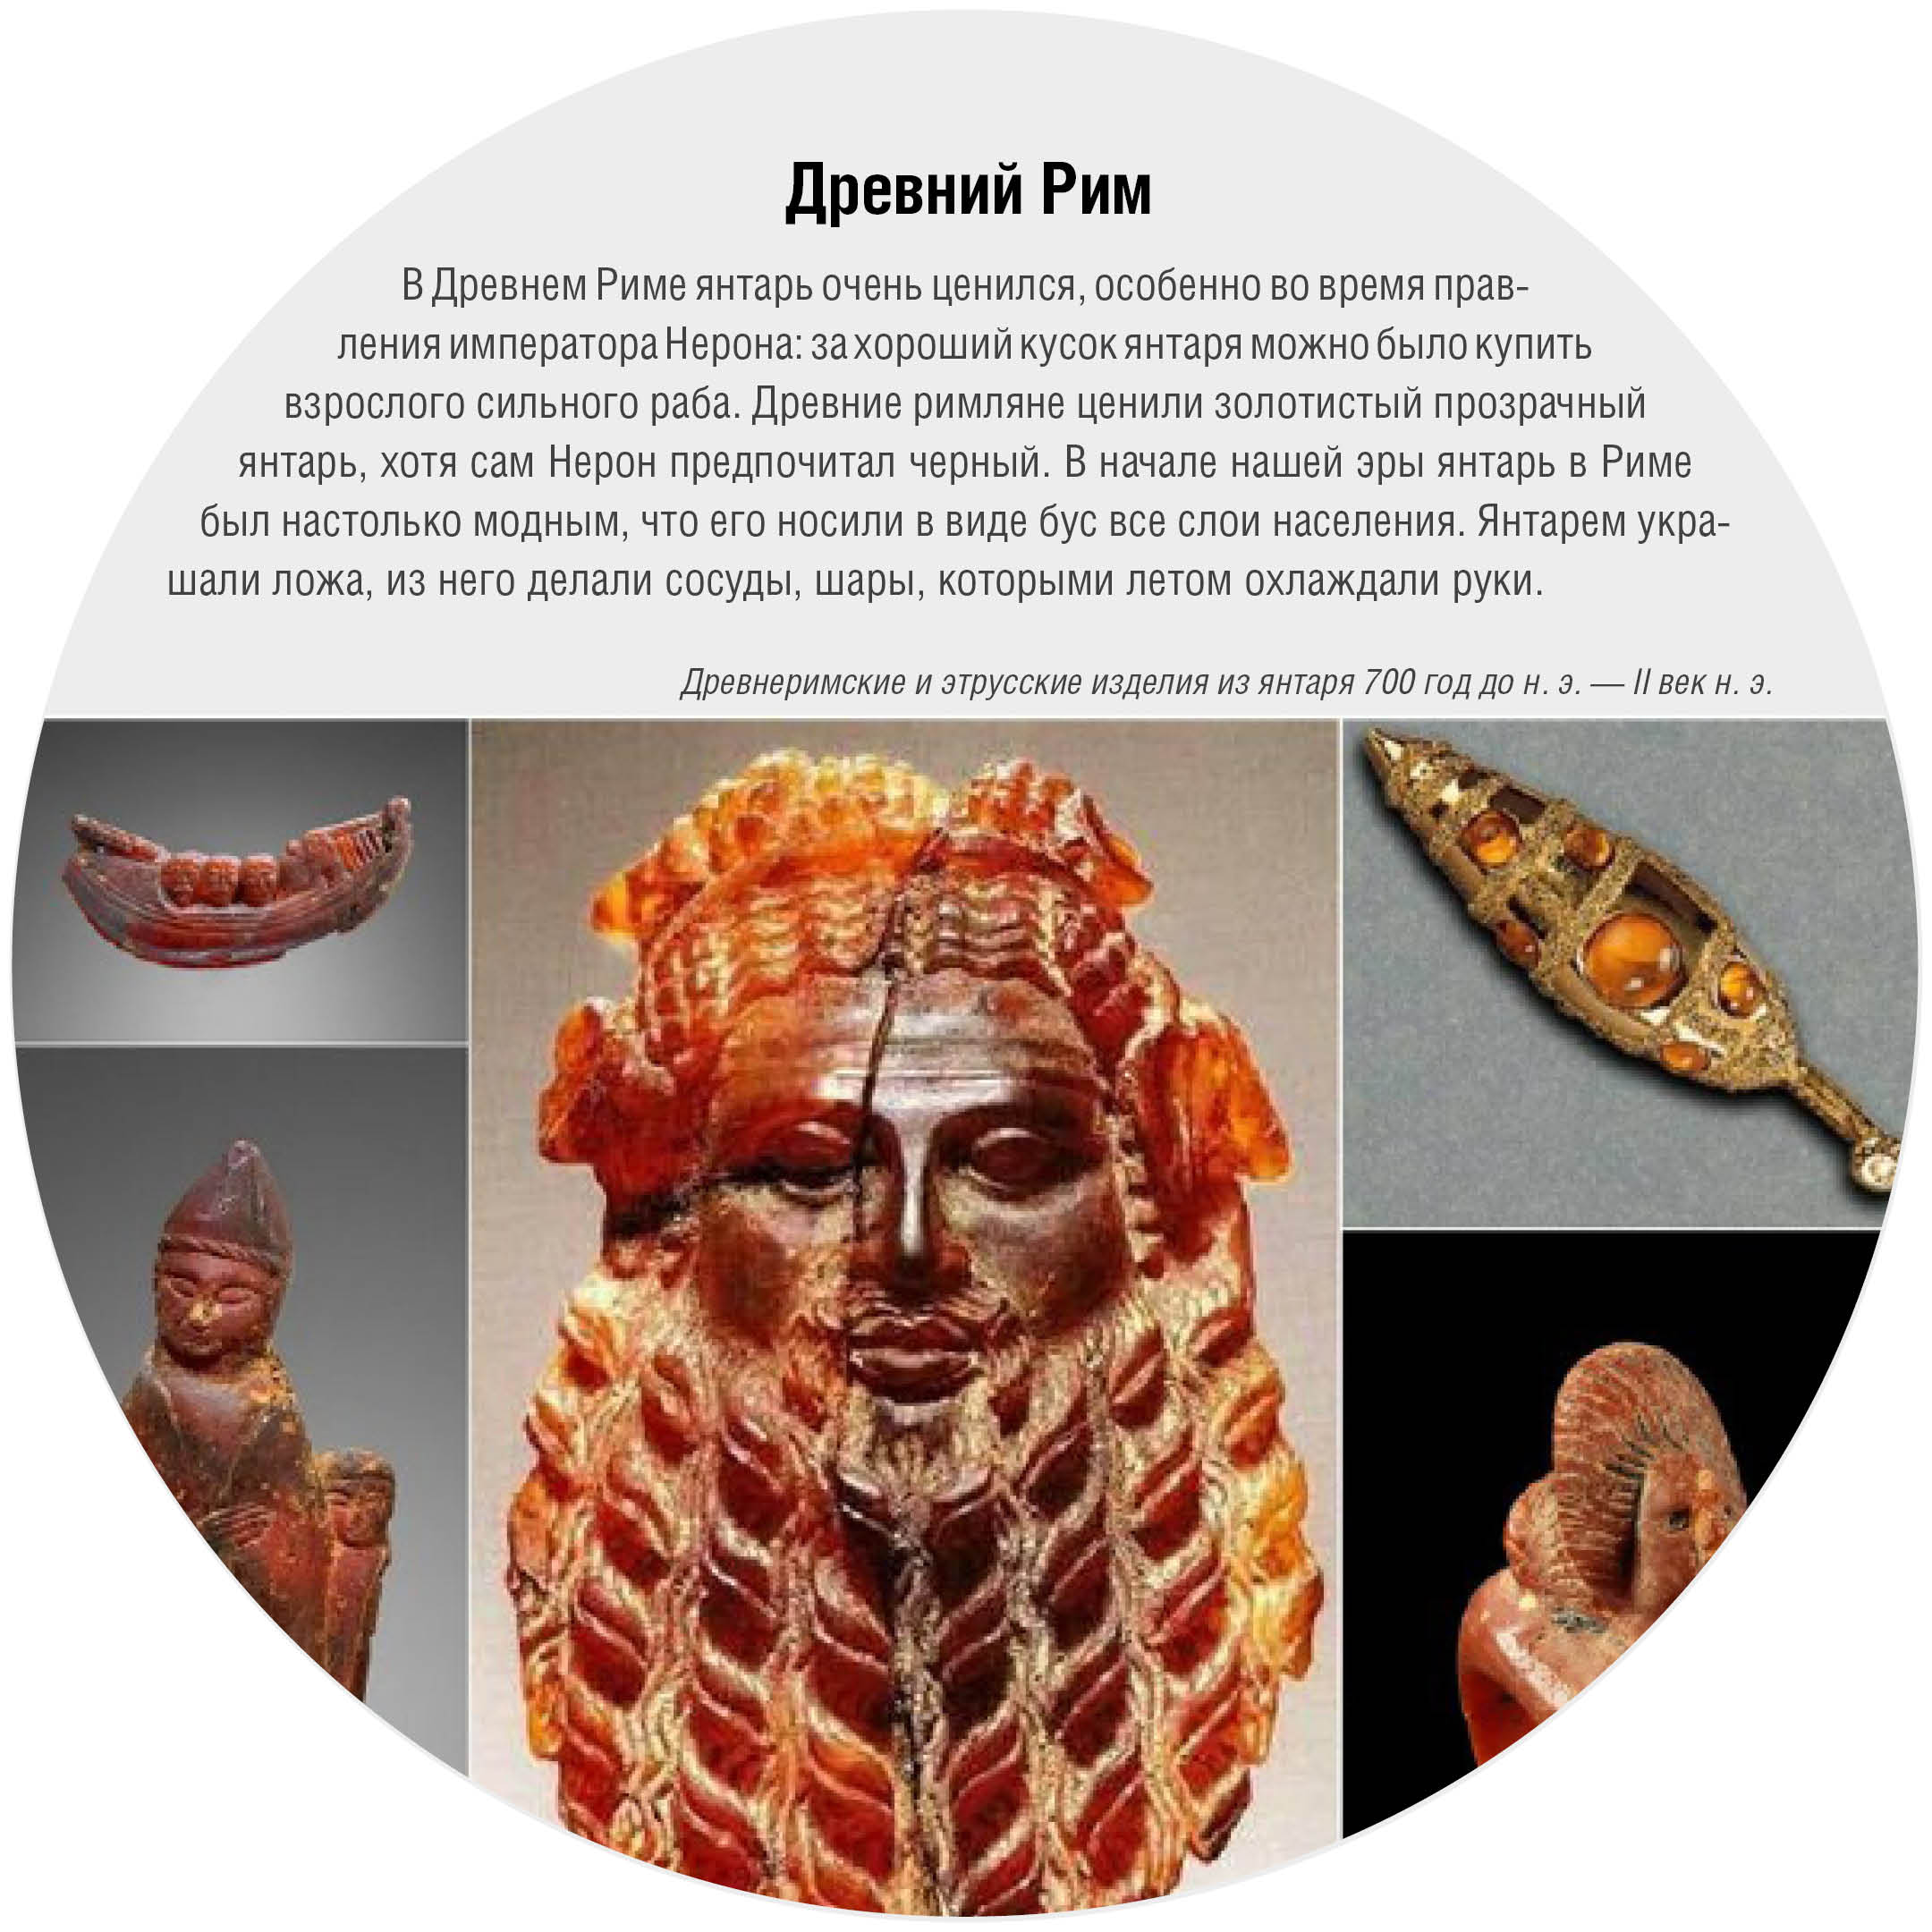 Древний Рим
В Древнем Риме янтарь очень ценился, особенно во время прав-
ления императора Нерона: за хороший кусок янтаря можно было купить
взрослого сильного раба. Древние римляне ценили золотистый прозрачный
янтарь, хотя сам Нерон предпочитал черный. В начале нашей эры янтарь в Риме
был настолько модным, что его носили в виде бус все слои населения. Янтарем укра-
шали ложа, из него делали сосуды, шары, которыми летом охлаждали руки.
Древнеримские и этрусские изделия из янтаря 700 год до н. э. — II век н. э.